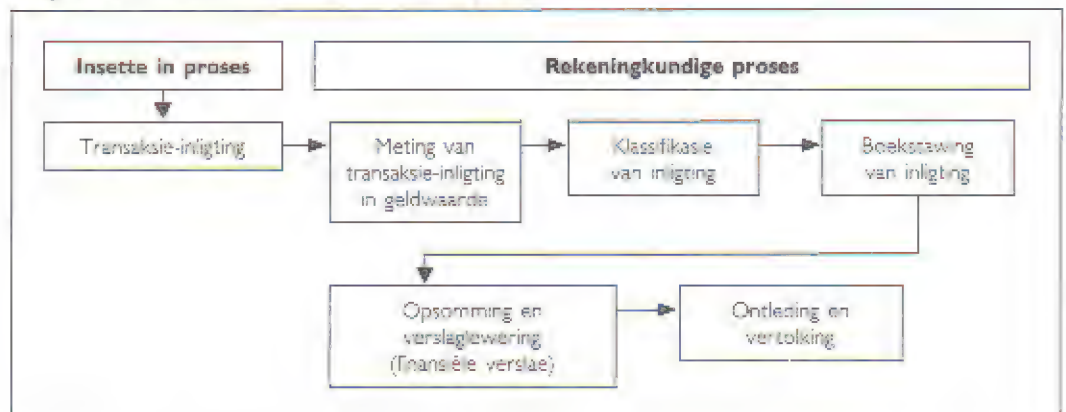 Insette in proses
Rekeningkundige proses
Transaksie-inligting
Meting van
transaksie-inligting
in geldwaarde
Klassifikasie
van inligting
Boekstawing
van inligting
Opsomming en
verslaglewering
(finansiële verslae)
Ontleding en
vertolking